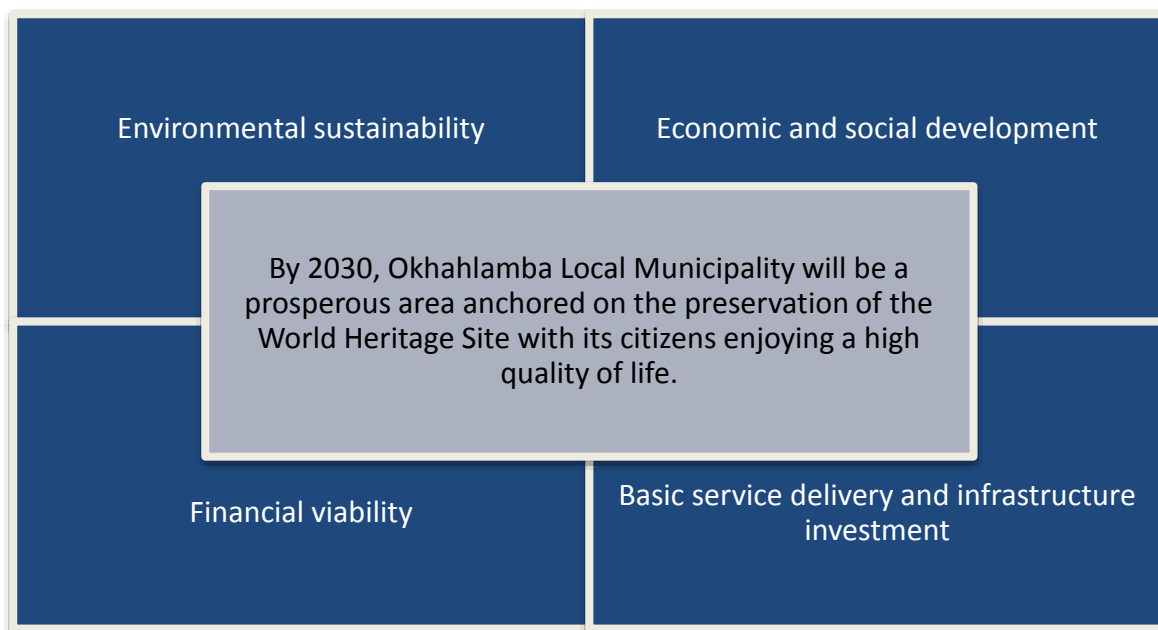 Environmental sustainability
Economic and social development
By 2030, Okhahlamba Local Municipality will be a
prosperous area anchored on the preservation of the
World Heritage Site with its citizens enjoying a high
quality of life.
Financial viability
Basic service delivery and infrastructure
investment